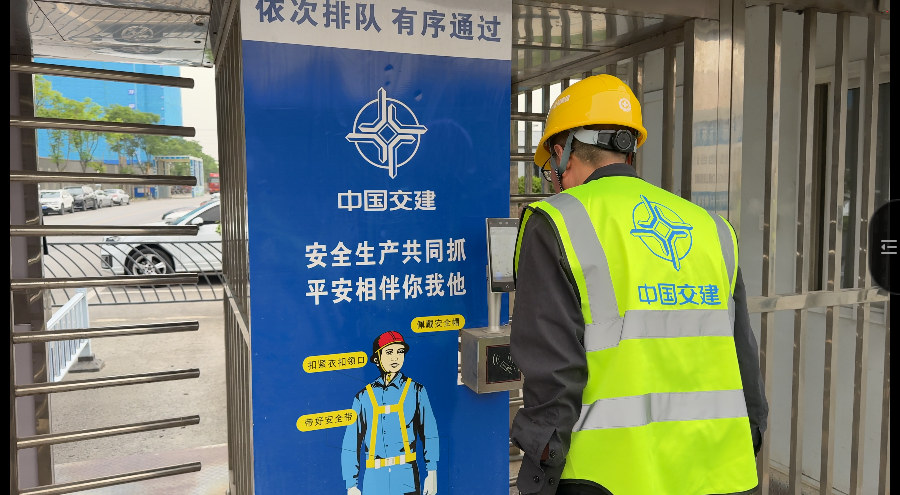 依次排队 有序通过
中国交建
安全生产共同抓
平安相伴你我他
佩戴安全帽
扣紧衣扣领口
带好安全带
中国交建